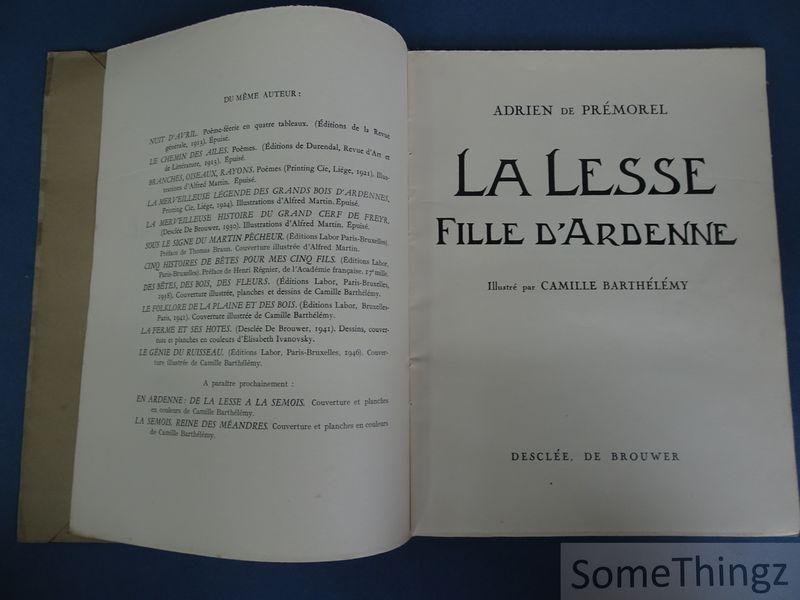 DU MÊME AUTEUR :
NUIT D'AVRIL. Poème-féerie en quatre tableaux. (Éditions de la Revue
générale, 1913). Épuisé.
LE CHEMIN DES AILES. Poèmes. (Éditions de Durendal, Revue d'Art et
de Littérature, 1913). Épuisé.
BRANCHES, OISEAUX, RAYONS. Poèmes (Printing Cie, Liége, 1921). Illus-
trations d'Alfred Martin. Épuisé.
LA MERVEILLEUSE LÉGENDE DES GRANDS BOIS D'ARDENNES,
Printing Cie, Liége, 1924). Illustrations d'Alfred Martin. Épuisé.
LA MERVEILLEUSE HISTOIRE DU GRAND CERF DE FREYR.
(Desclée De Brouwer, 1930). Illustrations d'Alfred Martin. Épuisé.
SOUS LE SIGNE DU MARTIN PÊCHEUR. (Éditions Labor Paris-Bruxelles).
Préface de Thomas Braun. Couverture illustrée d'Alfred Martin.
CINQ HISTOIRES DE BÊTES POUR MES CINQ FILS. (Éditions Labor,
Paris-Bruxelles). Préface de Henri Régnier, de l'Académie française. 17e mille.
DES BÊTES, DES BOIS, DES FLEURS. (Éditions Labor, Paris-Bruxelles,
1938). Couverture illustrée, planches et dessins de Camille Barthélémy.
LE FOLKLORE DE LA PLAINE ET DES BOIS. (Éditions Labor, Bruxelles-
Paris, 1941). Couverture illustrée de Camille Barthélémy.
LA FERME ET SES HOTES. (Desclée De Brouwer, 1941). Dessins, couver-
ture et planches en couleurs d'Élisabeth Ivanovsky.
LE GÉNIE DU RUISSEAU. (Éditions Labor, Paris-Bruxelles, 1946). Couver-
ture illustrée de Camille Barthélémy.
A paraître prochainement :
EN ARDENNE : DE LA LESSE A LA SEMOIS. Couverture et planches
en couleurs de Camille Barthélémy.
LA SEMOIS, REINE DES MÉANDRES. Couverture et planches en couleurs
de Camille Barthélémy.
ADRIEN DE PRÉMOREL
LA LESSE
FILLE D'ARDENNE
Illustré par CAMILLE BARTHÉLÉMY
DESCLÉE, DE BROUWER
SomeThingz